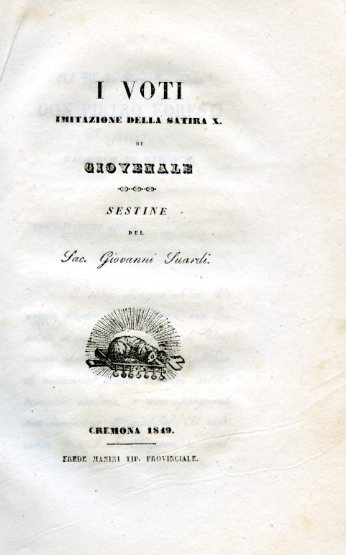 I VOTI
IMITAZIONE DELLA SATIRA X.
DI
GIOVENALE
SESTINE
DEL
Sac. Giovanni Suardi.
CREMONA 1849.
EREDE MANINI TIP. PROVINCIALE.